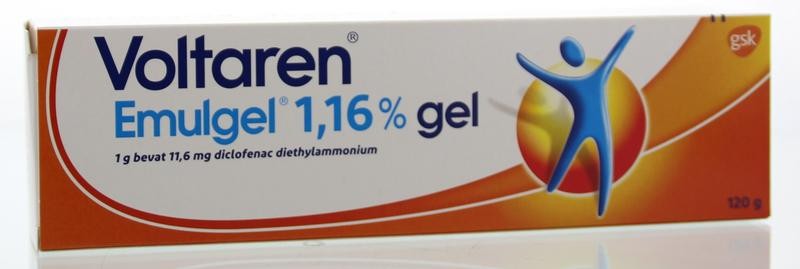 Voltaren®
Emulgel® 1,16% gel
1 g bevat 11,6 mg diclofenac diethylammonium
gsk
120 g